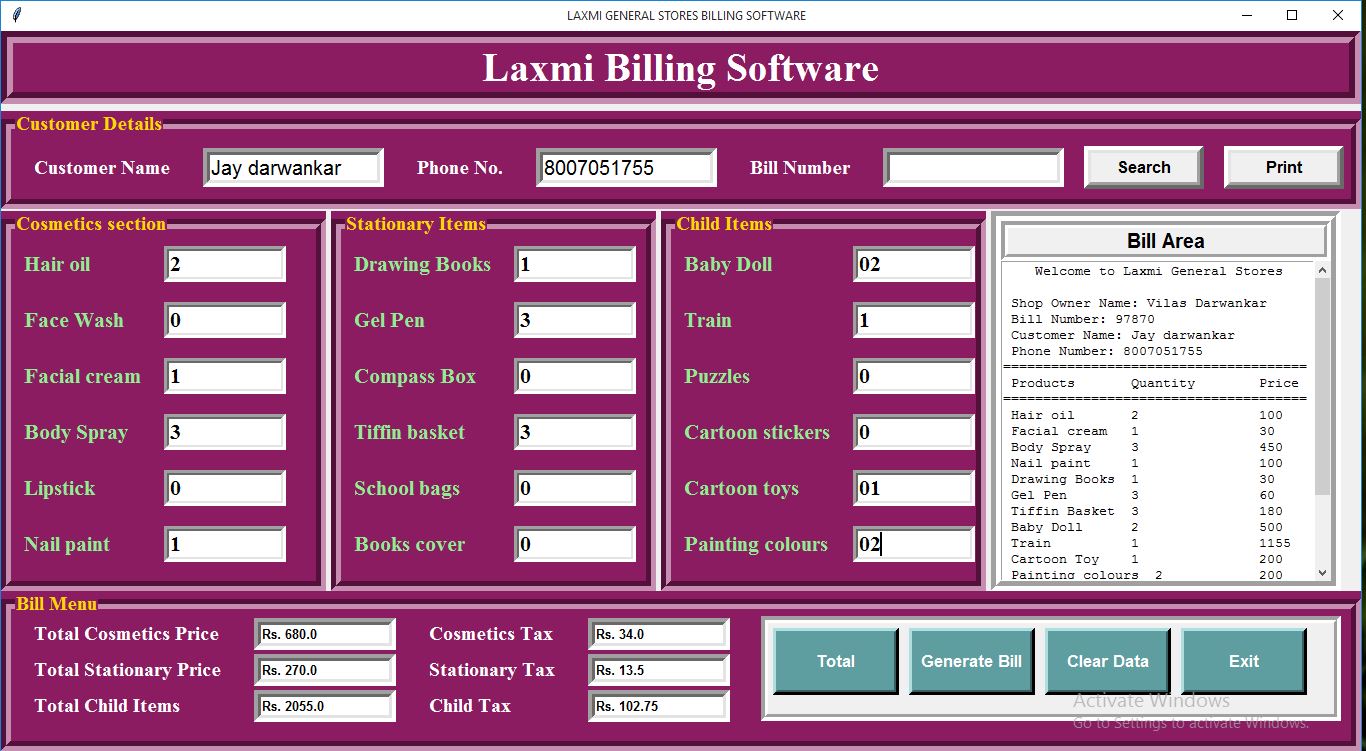 LAXMI GENERAL STORES BILLING SOFTWARE
Laxmi Billing Software
Customer Details
Customer Name Jay darwankar Phone No. 8007051755 Bill Number Search Print
Cosmetics section
Hair oil 2
Face Wash 0
Facial cream 1
Body Spray 3
Lipstick 0
Nail paint 1
Stationary Items
Drawing Books 1
Gel Pen 3
Compass Box 0
Tiffin basket 3
School bags 0
Books cover 0
Child Items
Baby Doll 02
Train 1
Puzzles 0
Cartoon stickers 0
Cartoon toys 01
Painting colours 02
Bill Area
Welcome to Laxmi General Stores
Shop Owner Name: Vilas Darwankar
Bill Number: 97870
Customer Name: Jay darwankar
Phone Number: 8007051755
======================================
Products Quantity Price
======================================
Hair oil 2 100
Facial cream 1 30
Body Spray 3 450
Nail paint 1 100
Drawing Books 1 30
Gel Pen 3 60
Tiffin Basket 3 180
Baby Doll 2 500
Train 1 1155
Cartoon Toy 1 200
Painting colours 2 200
Bill Menu
Total Cosmetics Price Rs. 680.0 Cosmetics Tax Rs. 34.0
Total Stationary Price Rs. 270.0 Stationary Tax Rs. 13.5
Total Child Items Rs. 2055.0 Child Tax Rs. 102.75
Total Generate Bill Clear Data Exit
Activate Windows
Go to Settings to activate Windows.